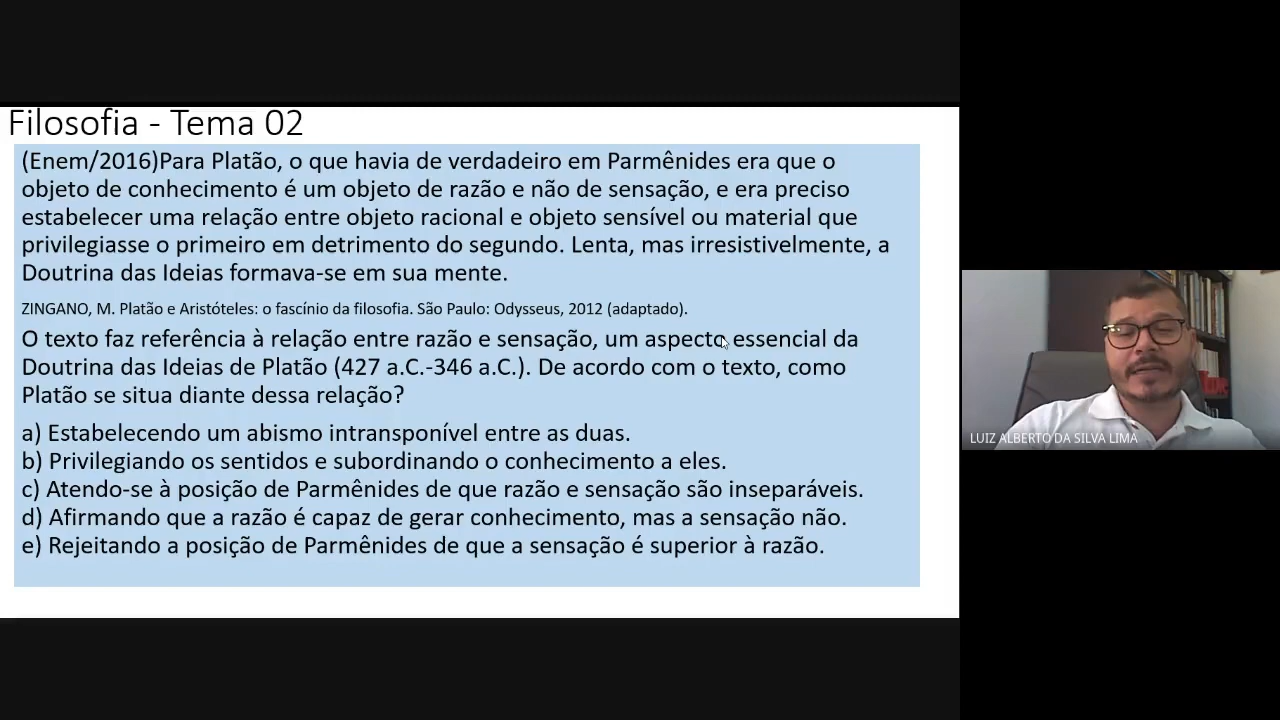 Filosofia - Tema 02
(Enem/2016)Para Platão, o que havia de verdadeiro em Parmênides era que o
objeto de conhecimento é um objeto de razão e não de sensação, e era preciso
estabelecer uma relação entre objeto racional e objeto sensível ou material que
privilegiasse o primeiro em detrimento do segundo. Lenta, mas irresistivelmente, a
Doutrina das Ideias formava-se em sua mente.
ZINGANO, M. Platão e Aristóteles: o fascínio da filosofia. São Paulo: Odysseus, 2012 (adaptado).
O texto faz referência à relação entre razão e sensação, um aspecto essencial da
Doutrina das Ideias de Platão (427 a.C.-346 a.C.). De acordo com o texto, como
Platão se situa diante dessa relação?
a) Estabelecendo um abismo intransponível entre as duas.
b) Privilegiando os sentidos e subordinando o conhecimento a eles.
c) Atendo-se à posição de Parmênides de que razão e sensação são inseparáveis.
d) Afirmando que a razão é capaz de gerar conhecimento, mas a sensação não.
e) Rejeitando a posição de Parmênides de que a sensação é superior à razão.
LUIZ ALBERTO DA SILVA LIMA